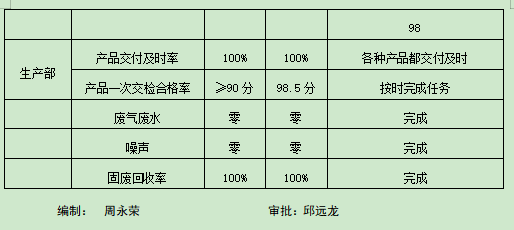 98
生产部 产品交付及时率 100% 100% 各种产品都交付及时
产品一次交检合格率 ≥90分 98.5分 按时完成任务
废气废水 零 零 完成
噪声 零 零 完成
固废回收率 100% 100% 完成
编制： 周永荣 审批：邱远龙